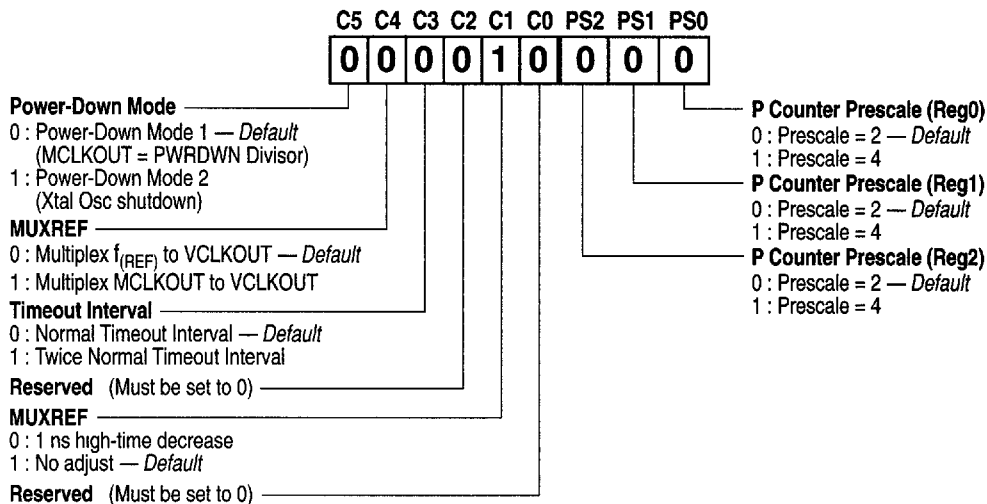 C5 C4 C3 C2 C1 C0 PS2 PS1 PS0
0 0 0 0 1 0 0 0 0
Power-Down Mode
0 : Power-Down Mode 1 — Default
(MCLKOUT = PWRDWN Divisor)
1 : Power-Down Mode 2
(Xtal Osc shutdown)
MUXREF
0 : Multiplex f(REF) to VCLKOUT — Default
1 : Multiplex MCLKOUT to VCLKOUT
Timeout Interval
0 : Normal Timeout Interval — Default
1 : Twice Normal Timeout Interval
Reserved (Must be set to 0)
MUXREF
0 : 1 ns high-time decrease
1 : No adjust — Default
Reserved (Must be set to 0)
P Counter Prescale (Reg0)
0 : Prescale = 2 — Default
1 : Prescale = 4
P Counter Prescale (Reg1)
0 : Prescale = 2 — Default
1 : Prescale = 4
P Counter Prescale (Reg2)
0 : Prescale = 2 — Default
1 : Prescale = 4